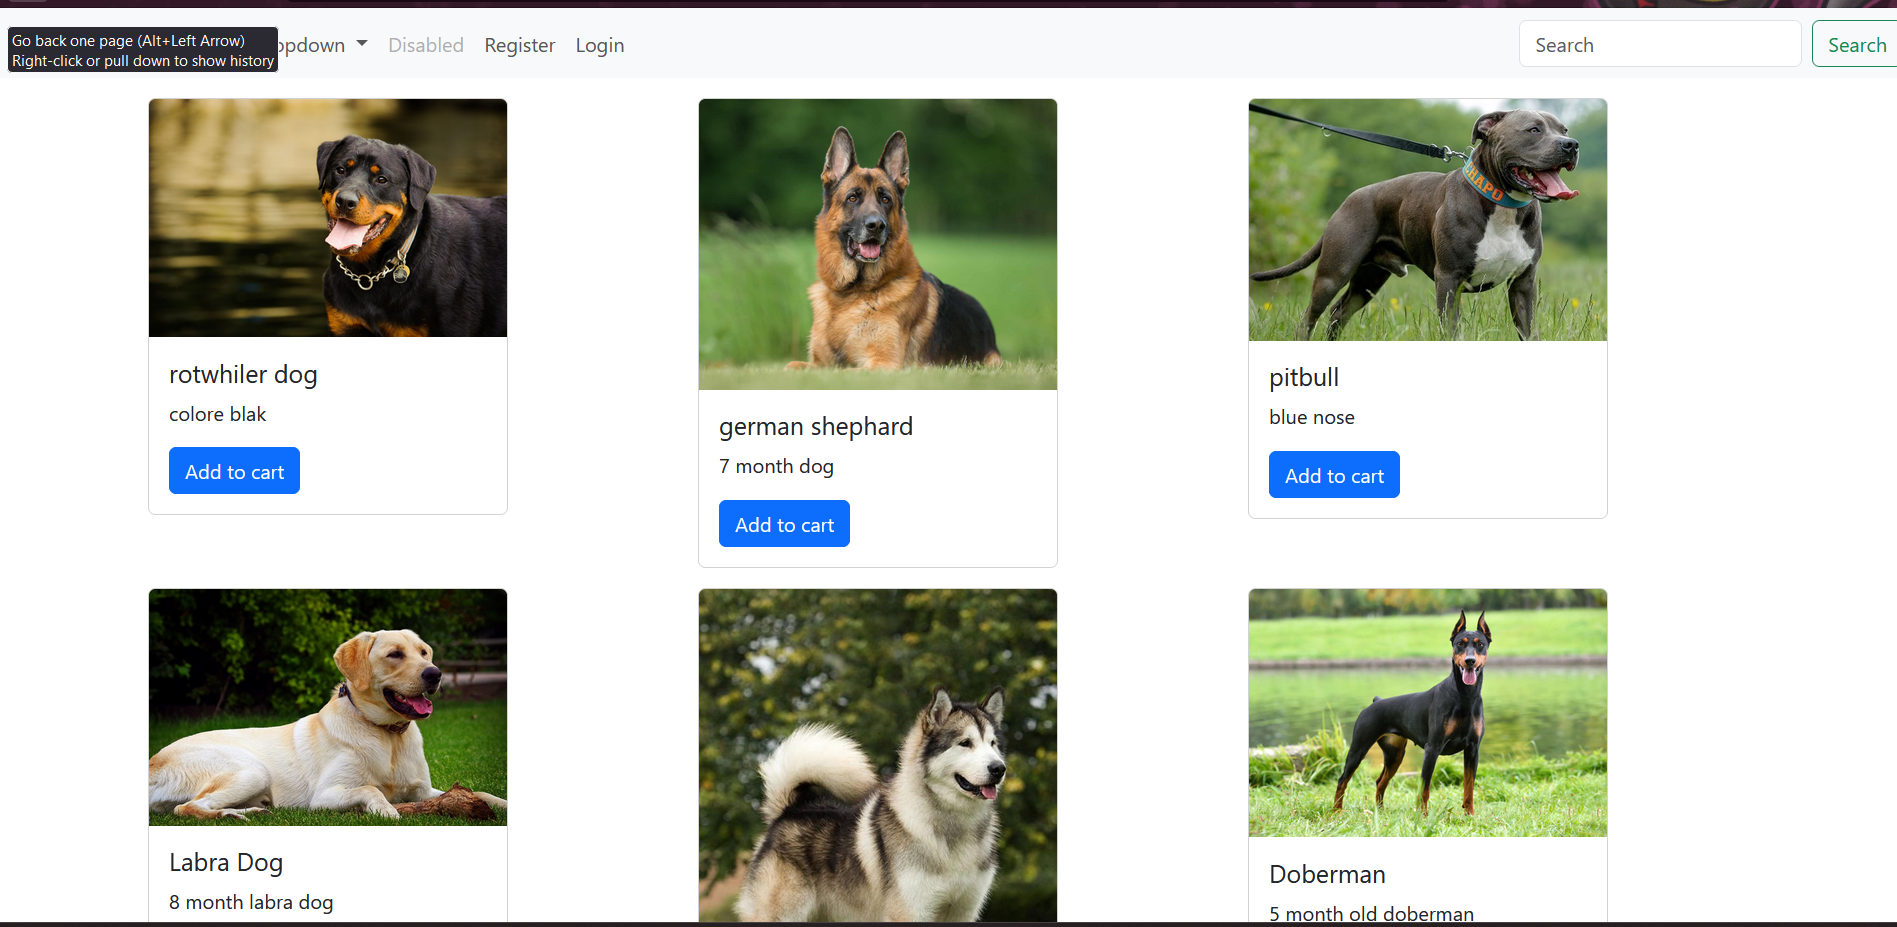 Go back one page (Alt+Left Arrow)
Right-click or pull down to show history
Disabled
Register
Login
Search
Search
HAPO
rotwhiler dog
colore blak
Add to cart
german shephard
7 month dog
Add to cart
pitbull
blue nose
Add to cart
Labra Dog
8 month labra dog
Doberman
5 month old doberman